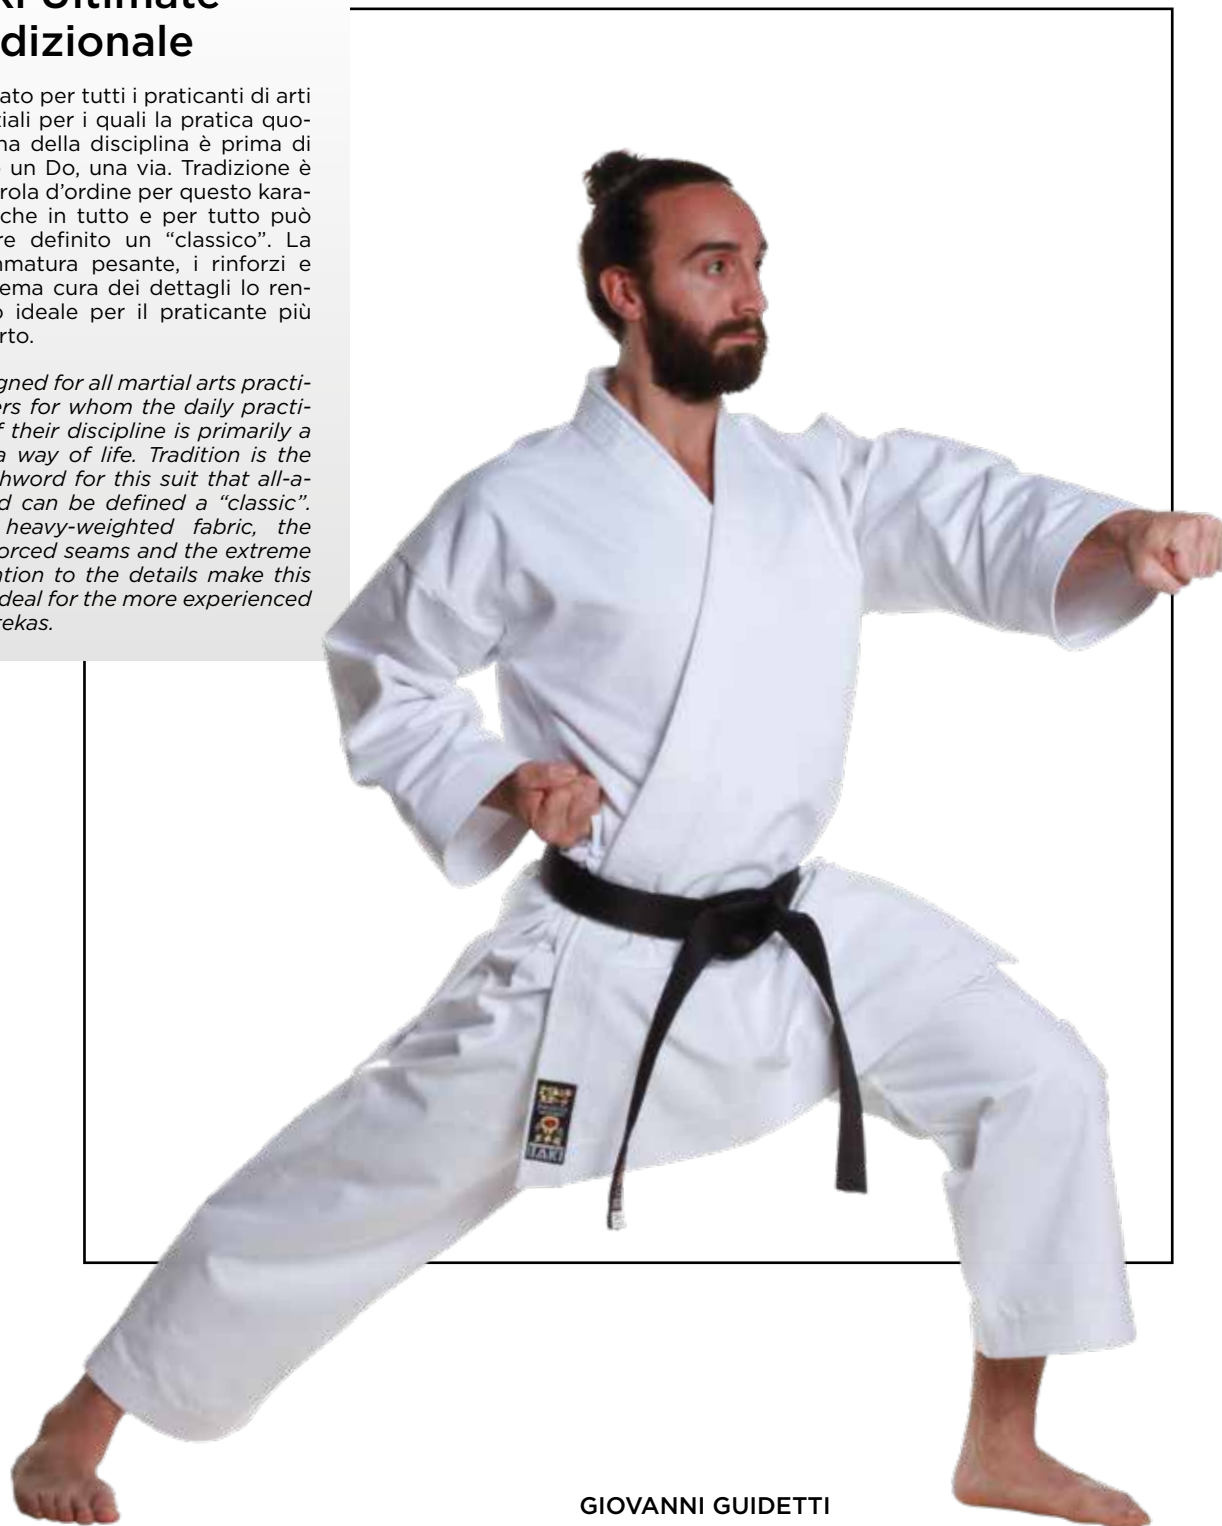 KI Ultimate
dizionale
ato per tutti i praticanti di arti
iali per i quali la pratica quo-
na della disciplina è prima di
un Do, una via. Tradizione è
rola d’ordine per questo kara-
che in tutto e per tutto può
re definito un “classico”. La
matura pesante, i rinforzi e
ema cura dei dettagli lo ren-
o ideale per il praticante più
rto.
gned for all martial arts practi-
ers for whom the daily practi-
f their discipline is primarily a
a way of life. Tradition is the
hword for this suit that all-a-
d can be defined a “classic”.
heavy-weighted fabric, the
orced seams and the extreme
ntion to the details make this
deal for the more experienced
ekas.
ITAKI
GIOVANNI GUIDETTI